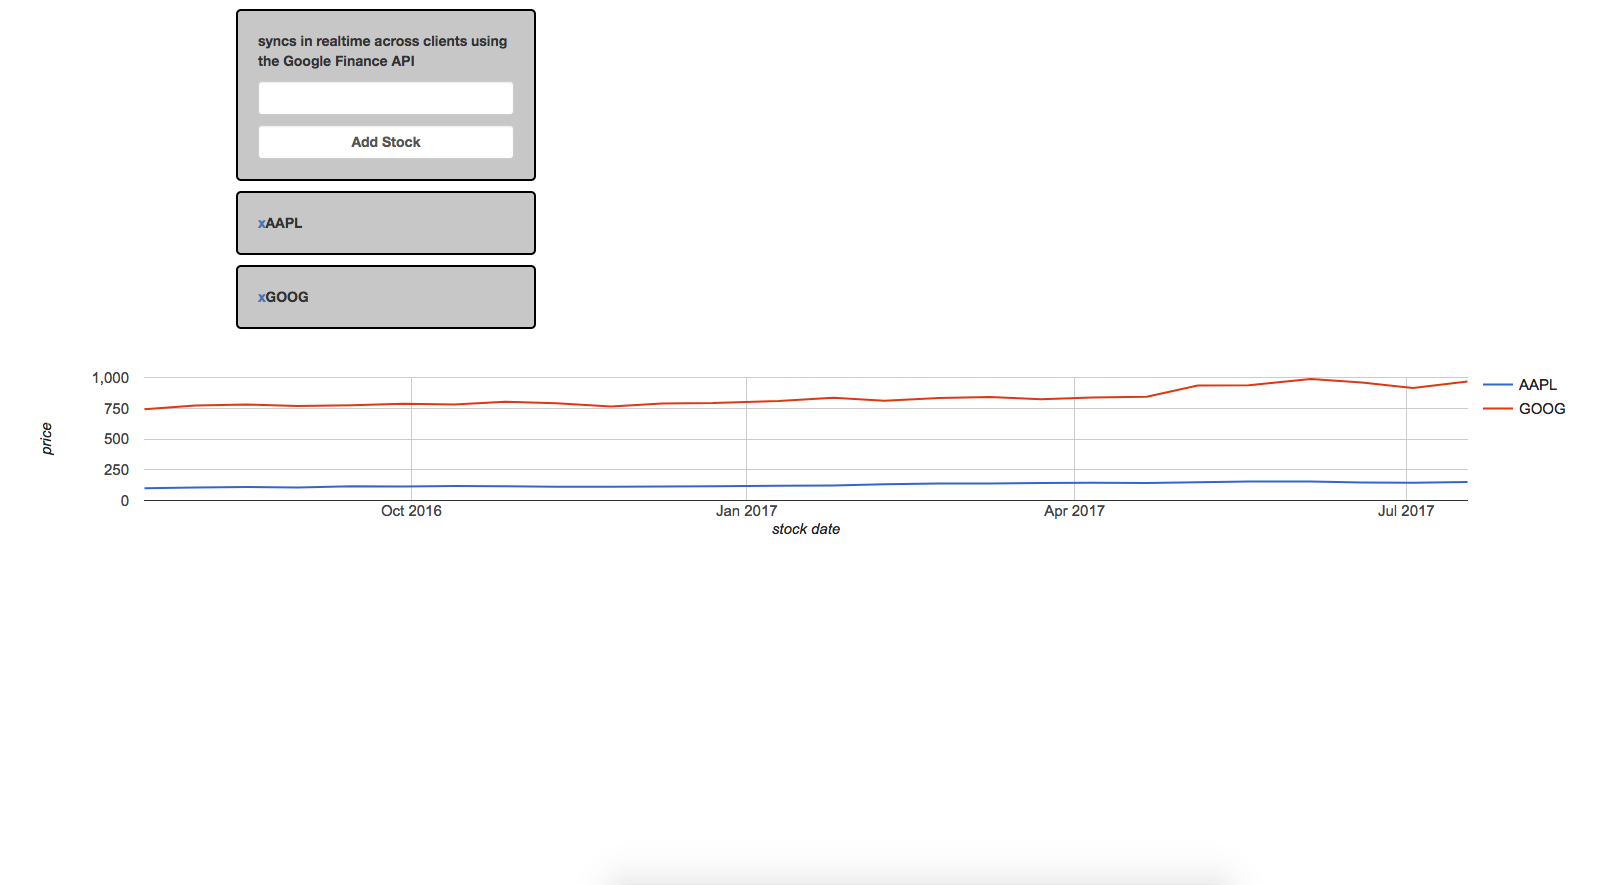 syncs in realtime across clients using
the Google Finance API
Add Stock
xAAPL
xGOOG
1,000
750
500
250
0
price
Oct 2016
Jan 2017
Apr 2017
Jul 2017
stock date
AAPL
GOOG